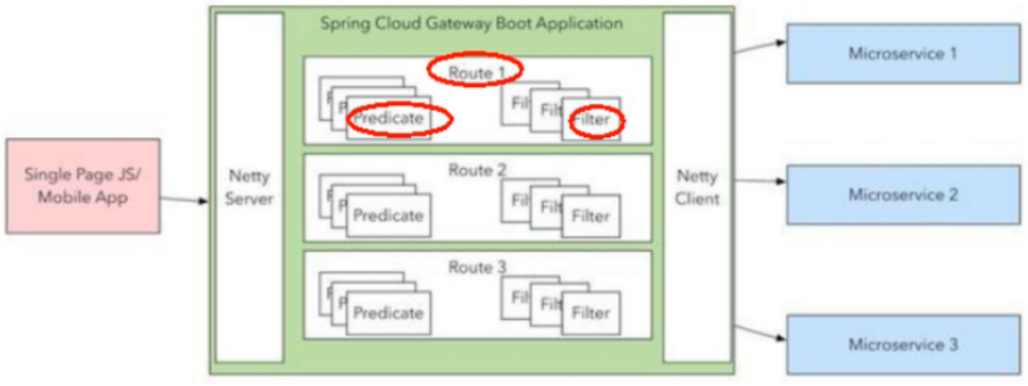 Spring Cloud Gateway Boot Application
Single Page JS/
Mobile App
Netty
Server
Route 1
Predicate
Fil
Filt
Filter
Route 2
Predicate
Fil
Filt
Filter
Route 3
Predicate
Fil
Filt
Filter
Netty
Client
Microservice 1
Microservice 2
Microservice 3